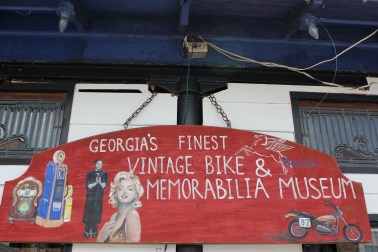 GEORGIA'S FINEST
VINTAGE BIKE &
MEMORABILIA MUSEUM